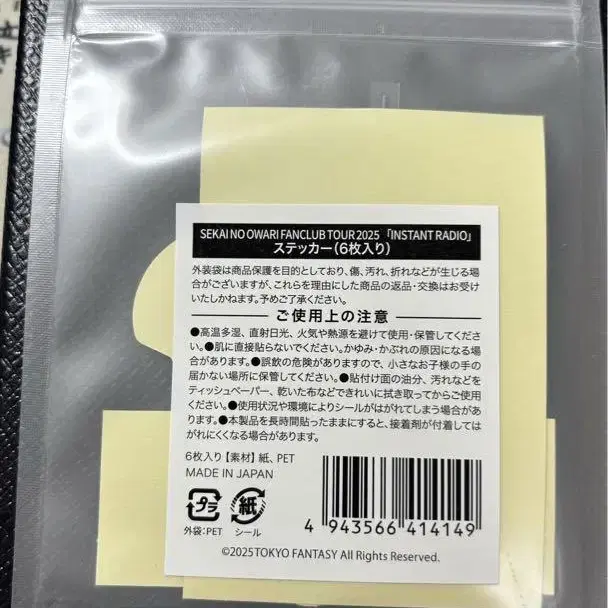 SEKAI NO OWARI FANCLUB TOUR 2025 「INSTANT RADIO」
ステッカー(6枚入り)
外装袋は商品保護を目的としており、傷、汚れ、折れなどが生じる場
合がございますが、これらを理由にした商品の返品・交換はお受け
いたしかねます。予めご了承ください。
ご使用上の注意
●高温多湿、直射日光、火気や熱源を避けて使用・保管してくださ
い。●肌に直接貼らないでください。かゆみ・かぶれの原因になる場
合があります。●誤飲の危険がありますので、小さなお子様の手の
届かない場所に保管してください。●貼付け面の油分、汚れなどを
ティッシュペーパー、乾いた布などできれいに拭き取ってからご使用
ください。●使用状況や環境によりシールがはがれてしまう場合があ
ります。●本製品を長時間貼ったままにすると、接着剤が付着しては
がれにくくなる場合があります。
6枚入り【素材】紙、PET
MADE IN JAPAN
プラ 紙
外袋:PET シール
4 943566 414149
©2025TOKYO FANTASY All Rights Reserved.